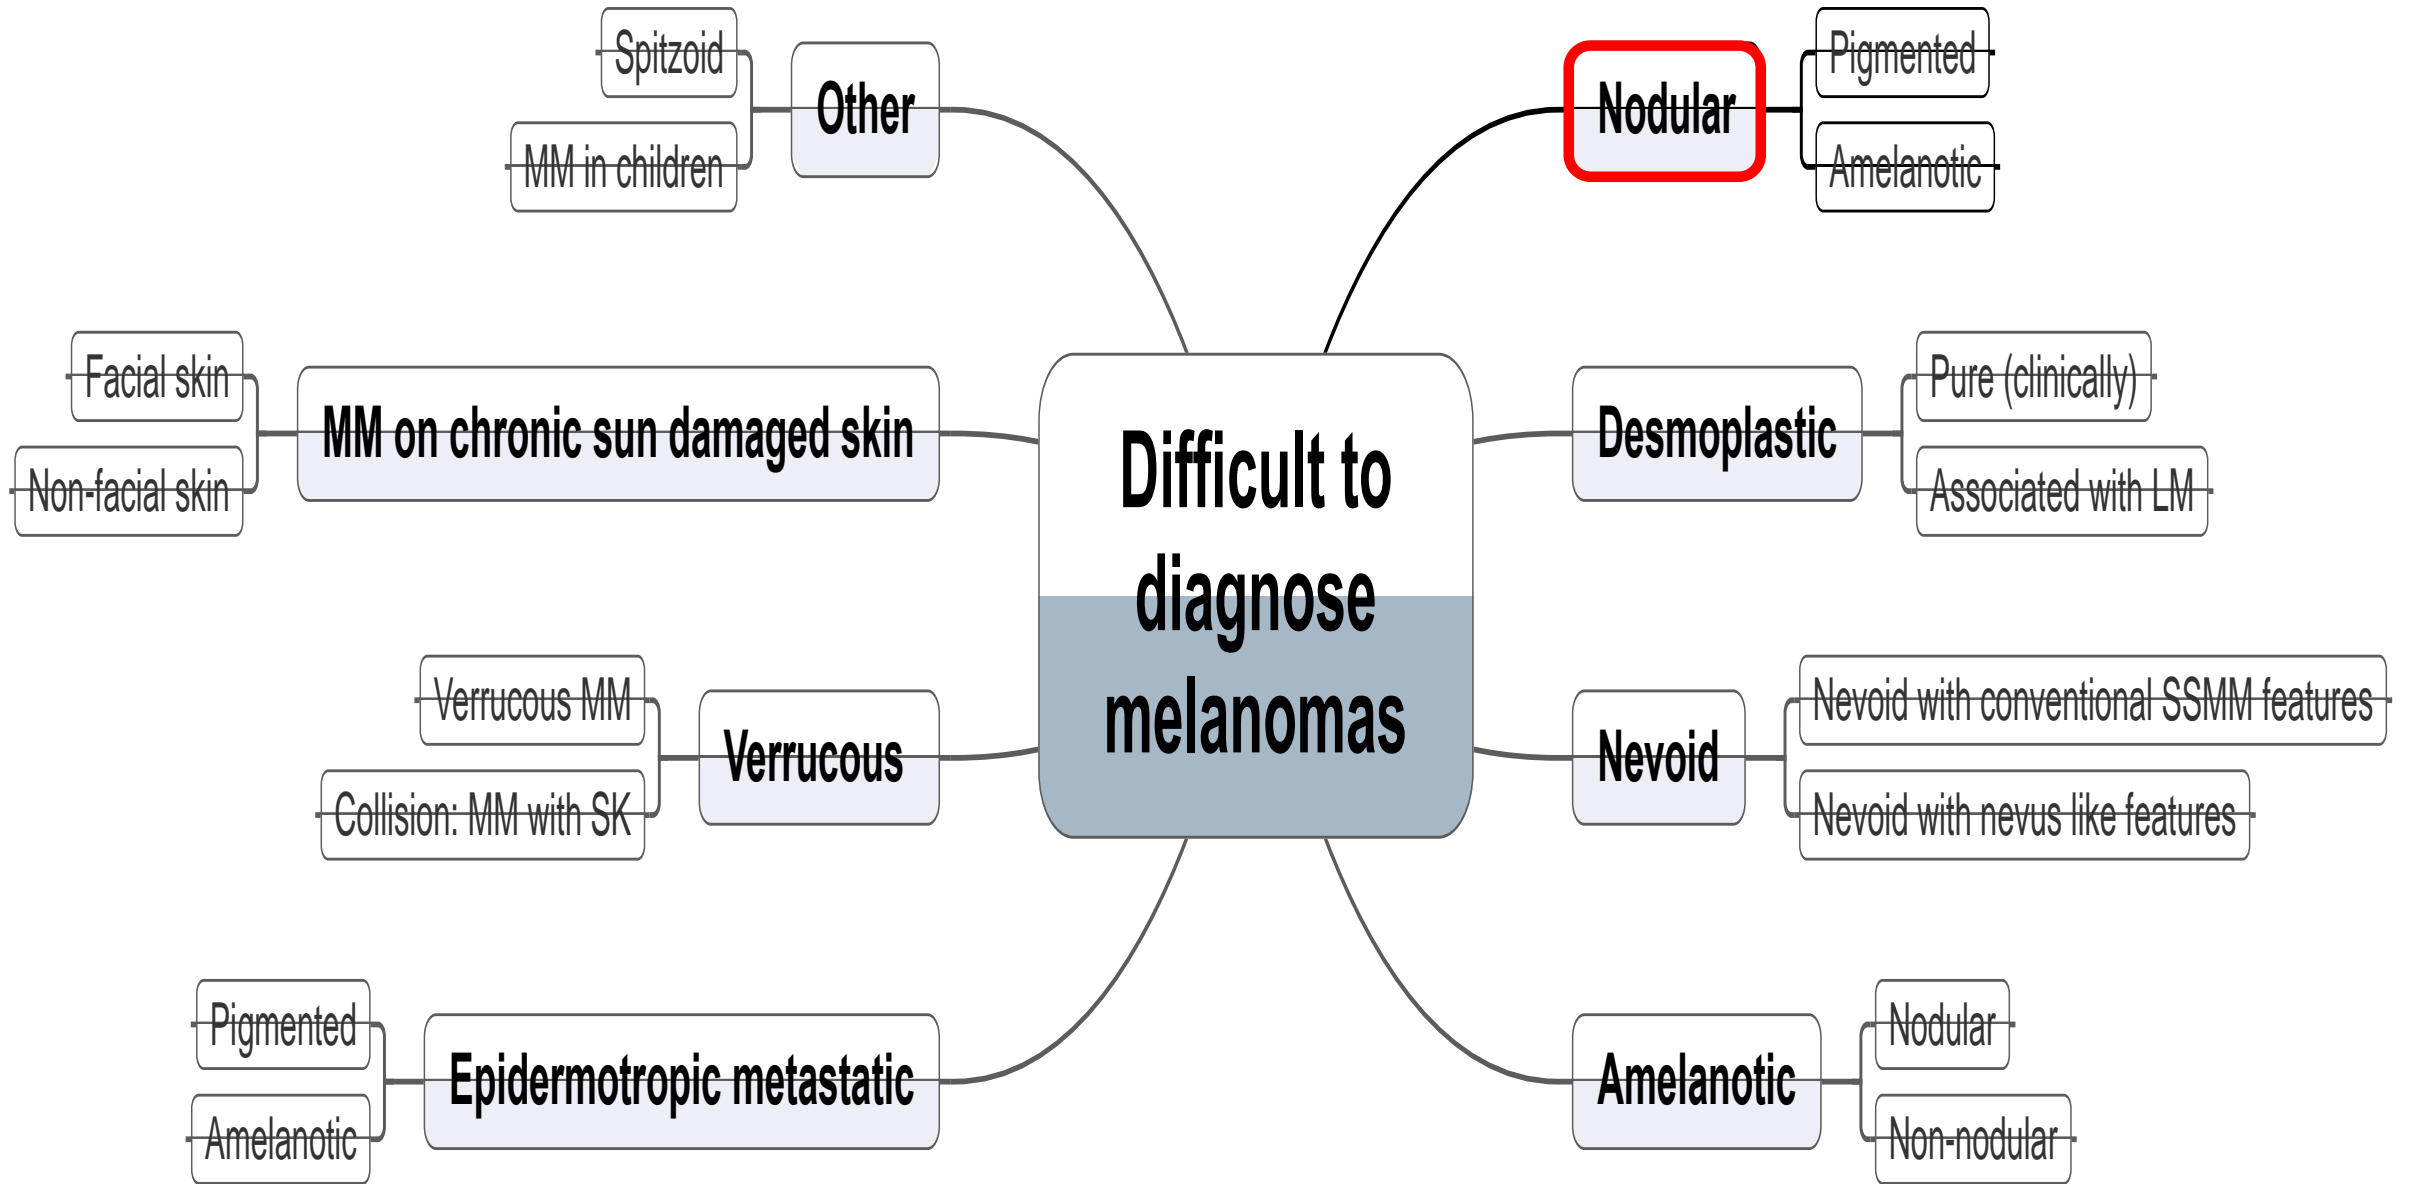 Difficult to
diagnose
melanomas
Nodular
Pigmented
Amelanotic
Desmoplastic
Pure (clinically)
Associated with LM
Nevoid
Nevoid with conventional SSMM features
Nevoid with nevus like features
Amelanotic
Nodular
Non-nodular
Other
Spitzoid
MM in children
MM on chronic sun damaged skin
Facial skin
Non-facial skin
Verrucous
Verrucous MM
Collision: MM with SK
Epidermotropic metastatic
Pigmented
Amelanotic